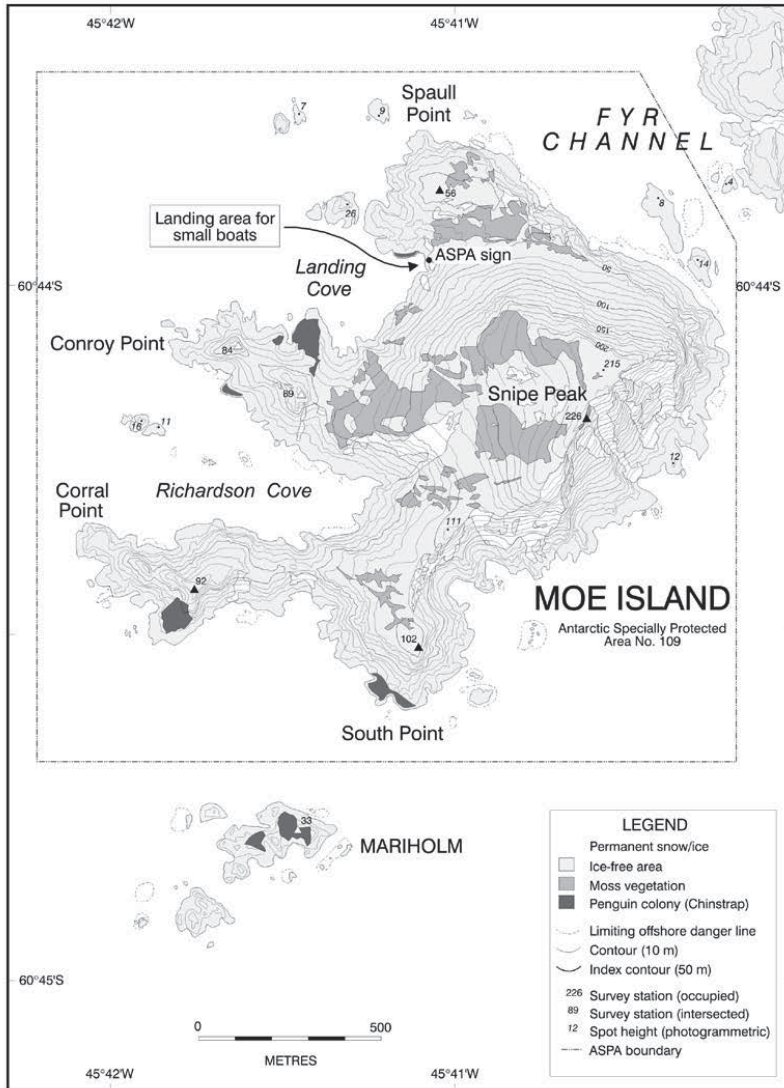 45°42'W
45°41'W
7
9
Spaull
Point
FYR
CHANNEL
4
56
8
26
Landing area for
small boats
ASPA sign
14
Landing
Cove
50
60°44'S
60°44'S
100
150
200
Conroy Point
84
215
Snipe Peak
89
226
16
11
12
Corral
Point
Richardson Cove
111
92
MOE ISLAND
Antarctic Specially Protected
Area No. 109
102
South Point
33
MARIHOLM
LEGEND
Permanent snow/ice
Ice-free area
Moss vegetation
Penguin colony (Chinstrap)
Limiting offshore danger line
Contour (10 m)
Index contour (50 m)
226 Survey station (occupied)
89 Survey station (intersected)
12 Spot height (photogrammetric)
ASPA boundary
60°45'S
0
500
METRES
45°42'W
45°41'W